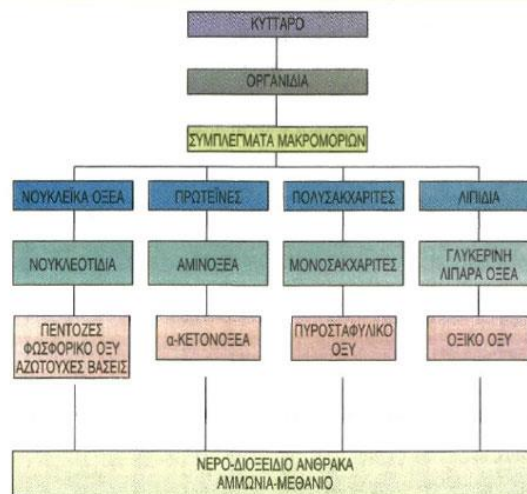 ΚΥΤΤΑΡΟ
ΟΡΓΑΝΙΔΙΑ
ΣΥΜΠΛΕΓΜΑΤΑ ΜΑΚΡΟΜΟΡΙΩΝ
ΝΟΥΚΛΕΪΚΑ ΟΞΕΑ
ΠΡΩΤΕΪΝΕΣ
ΠΟΛΥΣΑΚΧΑΡΙΤΕΣ
ΛΙΠΙΔΙΑ
ΝΟΥΚΛΕΟΤΙΔΙΑ
ΑΜΙΝΟΞΕΑ
ΜΟΝΟΣΑΚΧΑΡΙΤΕΣ
ΓΛΥΚΕΡΙΝΗ
ΛΙΠΑΡΑ ΟΞΕΑ
ΠΕΝΤΟΖΕΣ
ΦΩΣΦΟΡΙΚΟ ΟΞΥ
ΑΖΩΤΟΥΧΕΣ ΒΑΣΕΙΣ
α-ΚΕΤΟΝΟΞΕΑ
ΠΥΡΟΣΤΑΦΥΛΙΚΟ
ΟΞΥ
ΟΞΙΚΟ ΟΞΥ
ΝΕΡΟ-ΔΙΟΞΕΙΔΙΟ ΑΝΘΡΑΚΑ
ΑΜΜΩΝΙΑ-ΜΕΘΑΝΙΟ